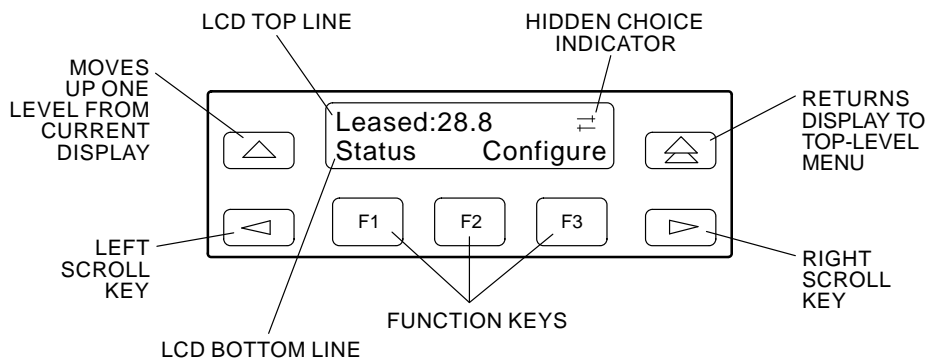 LCD TOP LINE
HIDDEN CHOICE
INDICATOR
MOVES
UP ONE
LEVEL FROM
CURRENT
DISPLAY
RETURNS
DISPLAY TO
TOP-LEVEL
MENU
Leased:28.8
Status Configure
F1 F2 F3
LEFT
SCROLL
KEY
RIGHT
SCROLL
KEY
FUNCTION KEYS
LCD BOTTOM LINE